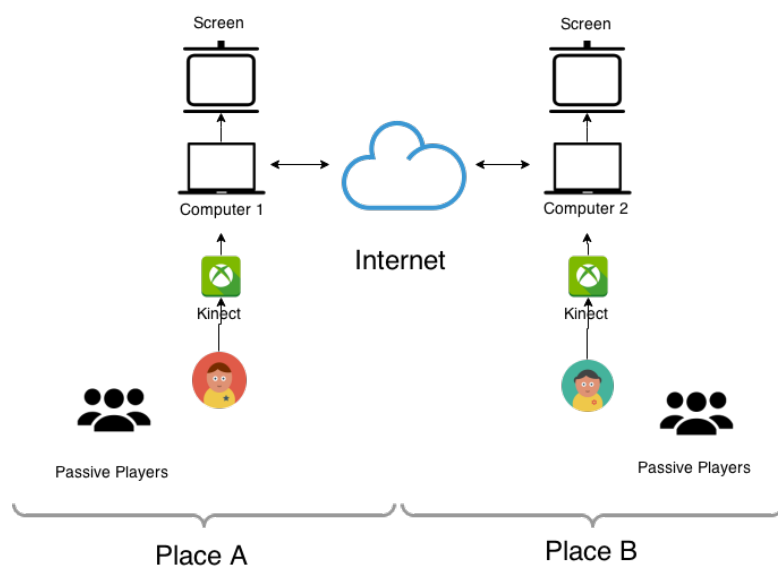 Screen
Screen
Computer 1
Computer 2
Internet
Kinect
Kinect
Passive Players
Passive Players
Place A
Place B